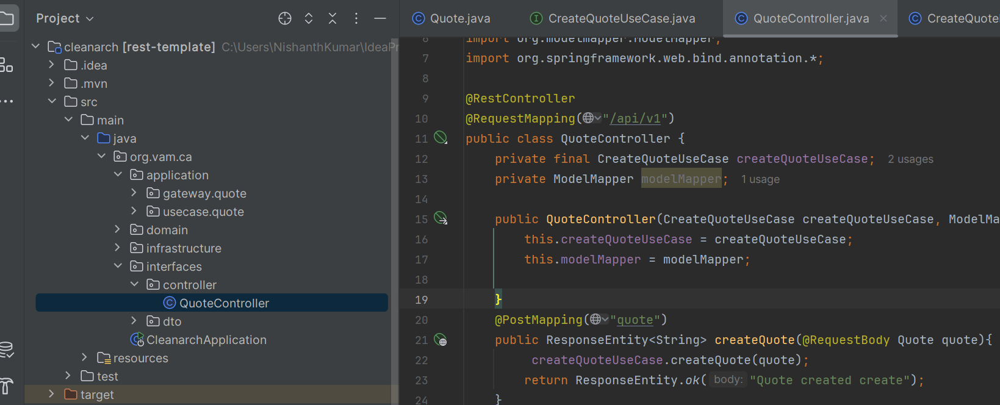 Project
cleanarch [rest-template] C:\Users\NishanthKumar\IdeaPr
.idea
.mvn
src
main
java
org.vam.ca
application
gateway.quote
usecase.quote
domain
infrastructure
interfaces
controller
QuoteController
dto
CleanarchApplication
resources
test
target
Quote.java CreateQuoteUseCase.java QuoteController.java CreateQuote
6 import org.modelmapper.ModelMapper;
7 import org.springframework.web.bind.annotation.*;
8
9 @RestController
10 @RequestMapping("/api/v1")
11 public class QuoteController {
12 private final CreateQuoteUseCase createQuoteUseCase; 2 usages
13 private ModelMapper modelMapper; 1 usage
14
15 public QuoteController(CreateQuoteUseCase createQuoteUseCase, ModelMa
16 this.createQuoteUseCase = createQuoteUseCase;
17 this.modelMapper = modelMapper;
18
19 }
20 @PostMapping("quote")
21 public ResponseEntity<String> createQuote(@RequestBody Quote quote){
22 createQuoteUseCase.createQuote(quote);
23 return ResponseEntity.ok( body: "Quote created create");
24 }